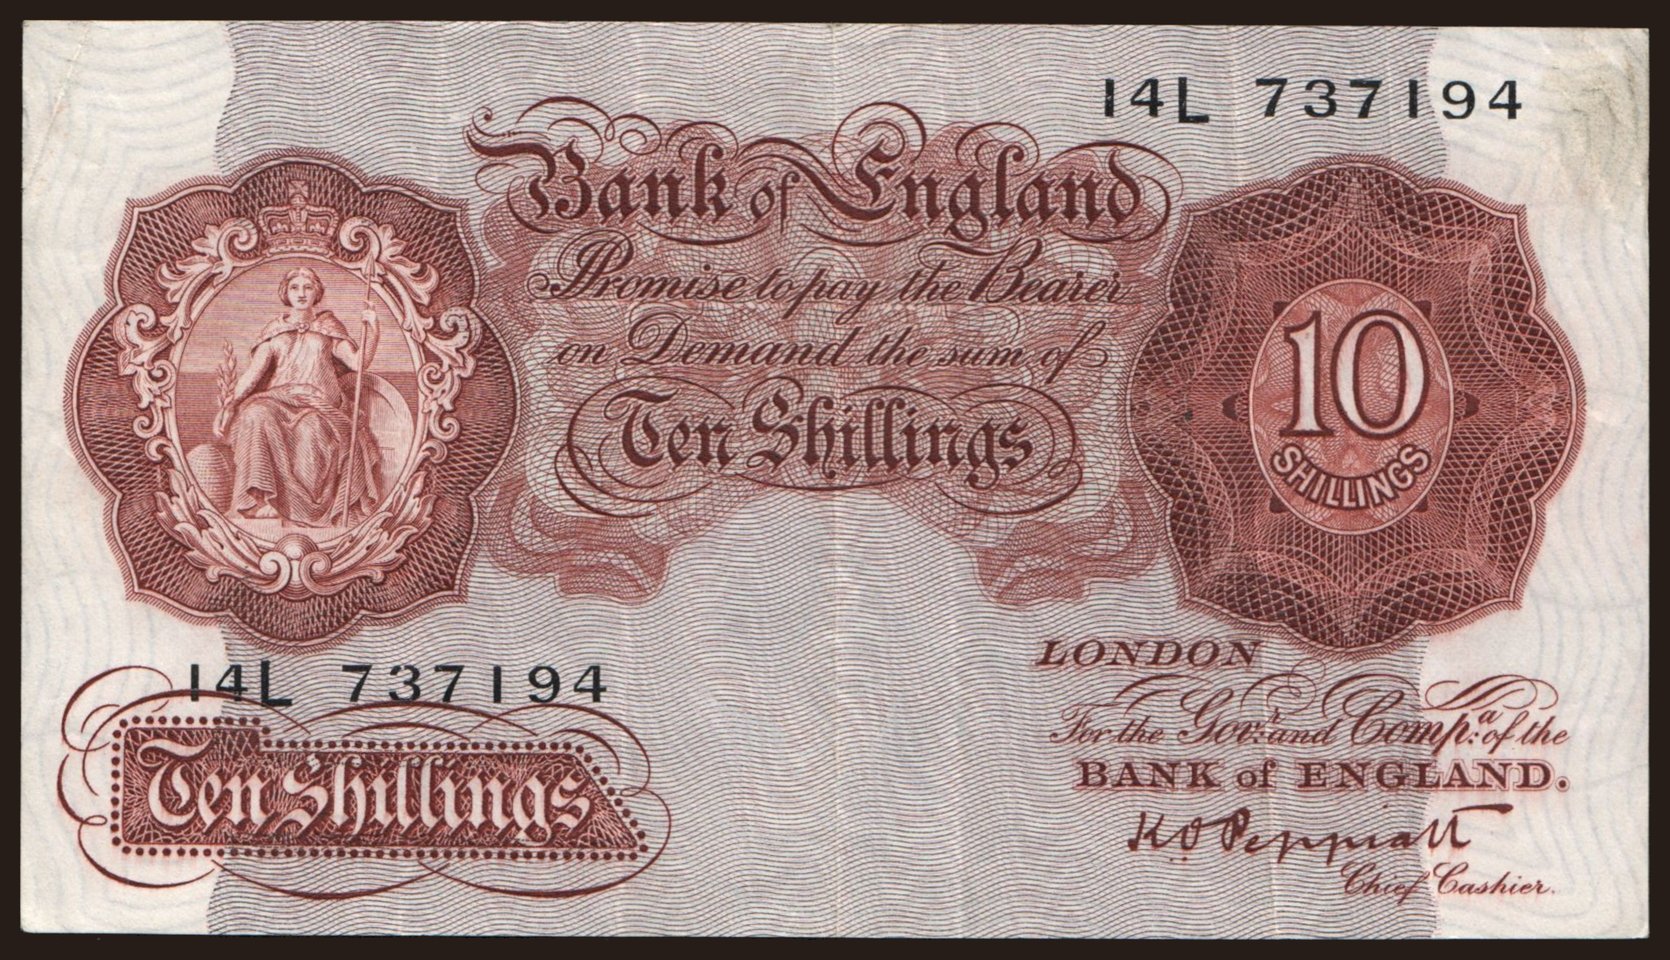 14L 737194
Bank of England
Promise to pay the Bearer
on Demand the sum of
Ten Shillings
10
SHILLINGS
14L 737194
Ten Shillings
LONDON
For the Govr. and Compa. of the
BANK of ENGLAND.
K.O. Peppiatt
Chief Cashier.